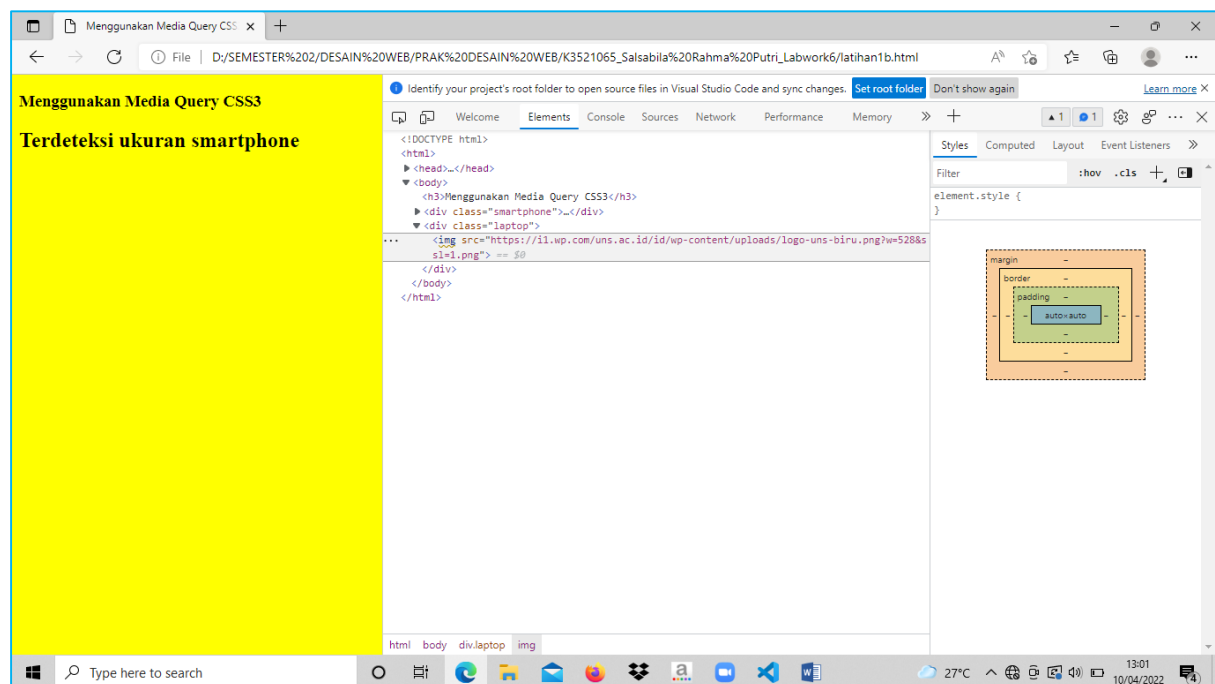 Menggunakan Media Query CSS
File | D:/SEMESTER%202/DESAIN%20WEB/PRAK%20DESAIN%20WEB/K3521065_Salsabila%20Rahma%20Putri_Labwork6/latihan1b.html
Menggunakan Media Query CSS3
Terdeteksi ukuran smartphone
Identify your project's root folder to open source files in Visual Studio Code and sync changes. Set root folder Don't show again Learn more
Welcome Elements Console Sources Network Performance Memory 1 1
<!DOCTYPE html>
<html>
<head>…</head>
<body>
<h3>Menggunakan Media Query CSS3</h3>
<div class="smartphone">…</div>
<div class="laptop">
<img src="https://i1.wp.com/uns.ac.id/id/wp-content/uploads/logo-uns-biru.png?w=528&s
sl=1.png"> == $0
</div>
</body>
</html>
html body div.laptop img
Styles Computed Layout Event Listeners
Filter :hov .cls
element.style {
}
margin -
border -
padding -
- - - auto×auto - - -
-
-
-
Type here to search
a
W
27°C
13:01
10/04/2022
4